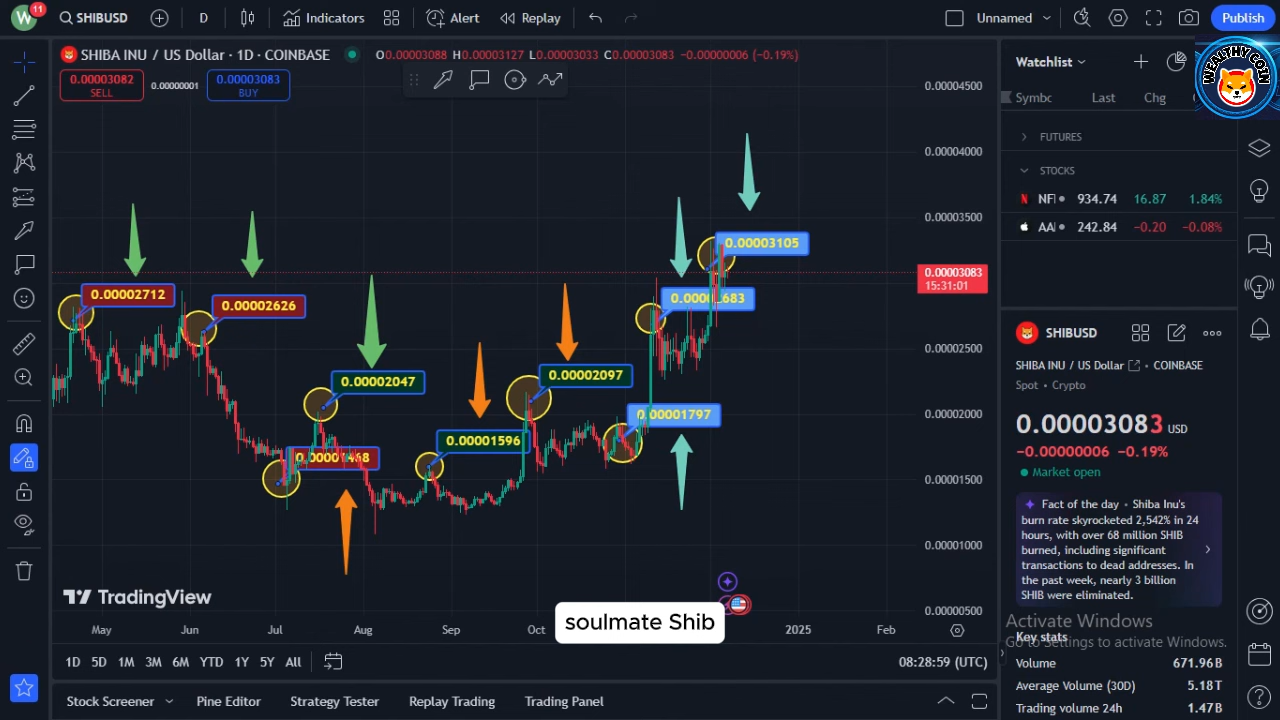 W 11 SHIBUSD D Indicators Alert Replay Unnamed Publish
SHIBA INU / US Dollar · 1D · COINBASE O0.00003088 H0.00003127 L0.00003033 C0.00003083 −0.00000006 (−0.19%)
0.00003082
SELL
0.00000001
0.00003083
BUY
WEALTHY COIN
Watchlist
Symbc Last Chg
FUTURES
STOCKS
NFI 934.74 16.87 1.84%
AAI 242.84 −0.20 −0.08%
0.00004500
0.00004000
0.00003500
0.00003083
15:31:01
0.00002500
0.00002000
0.00001500
0.00001000
0.00000500
0.00002712
0.00002626
0.00002047
0.00001596
0.00002097
0.00001797
0.00003105
TradingView
soulmate Shib
May Jun Jul Aug Sep Oct 2025 Feb
1D 5D 1M 3M 6M YTD 1Y 5Y All
08:28:59 (UTC)
Stock Screener Pine Editor Strategy Tester Replay Trading Trading Panel
SHIBUSD
SHIBA INU / US Dollar · COINBASE
Spot • Crypto
0.00003083 USD
−0.00000006 −0.19%
Market open
Fact of the day • Shiba Inu's
burn rate skyrocketed 2,542% in 24
hours, with over 68 million SHIB
burned, including significant
transactions to dead addresses. In
the past week, nearly 3 billion
SHIB were eliminated.
Activate Windows
Go to Settings to activate Windows.
Key stats
Volume 671.96B
Average Volume (30D) 5.18T
Trading volume 24h 1.47B